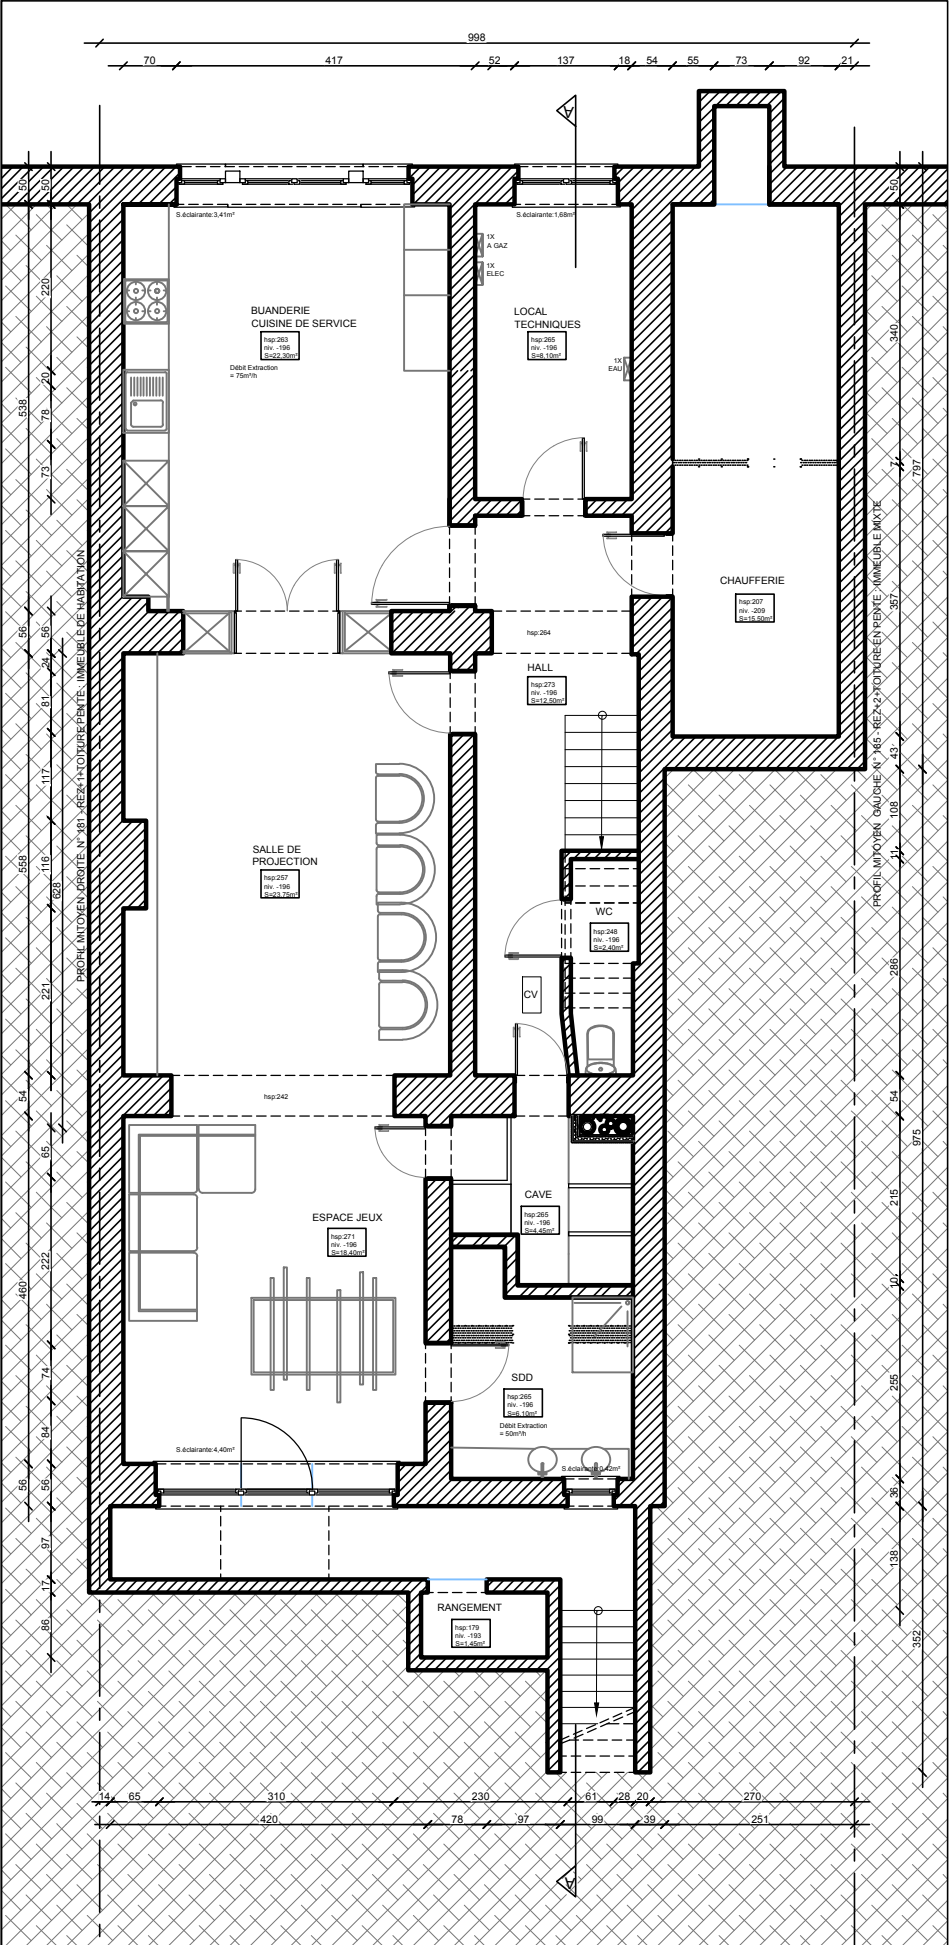 998
70 417 52 137 18 54 55 73 92 21
A
50 50
50
S.éclairante:3,41m²
S.éclairante:1,68m²
1X
A GAZ
1X
ELEC
220
BUANDERIE
CUISINE DE SERVICE
hsp:263
niv. -196
S=22,30m²
Débit Extraction
= 75m³/h
LOCAL
TECHNIQUES
hsp:265
niv. -196
S=8,10m²
1X
EAU
340
20
538
78
73
7
797
PROFIL MITOYEN DROITE N° 181 - REZ+1+TOITURE PENTE : IMMEUBLE DE HABITATION
PROFIL MITOYEN GAUCHE N° 185 - REZ+2+TOITURE EN PENTE : IMMEUBLE MIXTE
CHAUFFERIE
hsp:207
niv. -209
S=15,50m²
357
56 56
hsp:264
24
HALL
hsp:273
niv. -196
S=12,50m²
81
43
117
108
11
558
116
628
SALLE DE
PROJECTION
hsp:257
niv. -196
S=23,75m²
WC
hsp:248
niv. -196
S=2,40m²
286
221
CV
54
hsp:242
54
65
975
CAVE
hsp:265
niv. -196
S=4,45m²
215
ESPACE JEUX
hsp:271
niv. -196
S=18,40m²
222
460
10
74
SDD
hsp:265
niv. -196
S=6,10m²
Débit Extraction
= 50m³/h
255
84
S.éclairante:4,40m²
S.éclairante:0,42m²
56 56
36
97
138
17
86
RANGEMENT
hsp:179
niv. -193
S=1,45m²
352
14 65 310 230 61 28 20 270
420 78 97 99 39 251
A